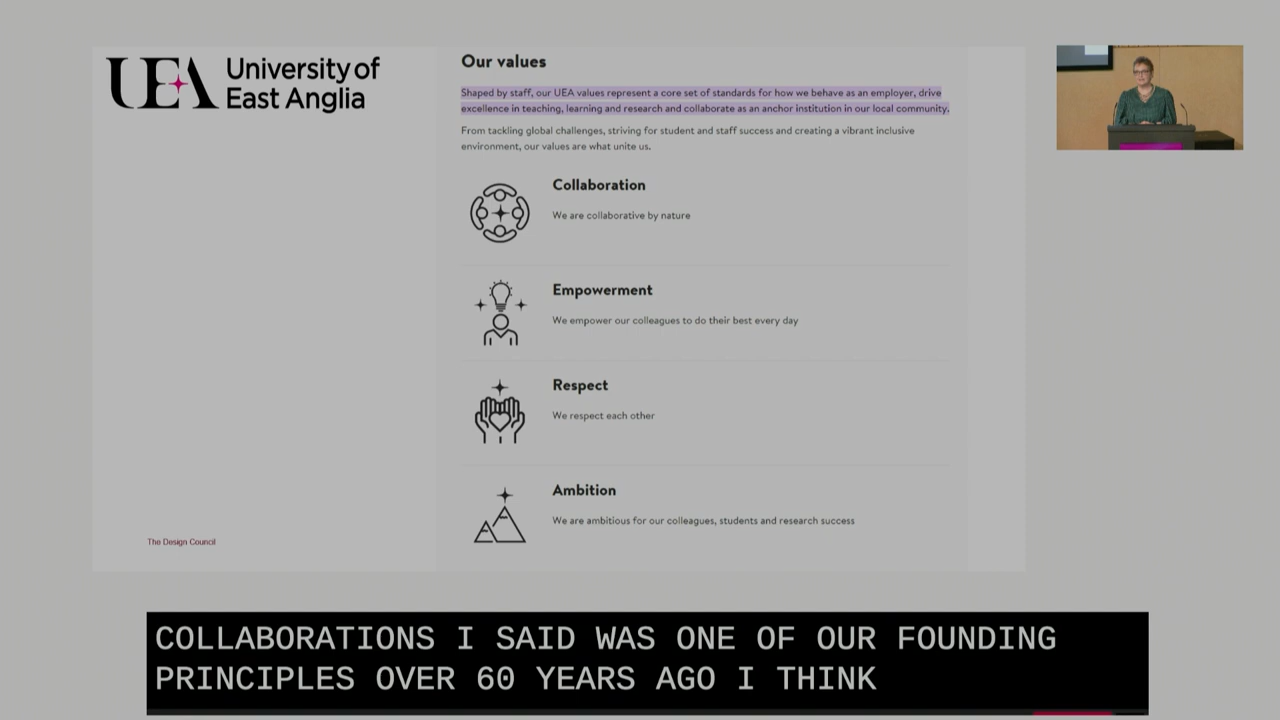 UEA University of
East Anglia
Our values
Shaped by staff, our UEA values represent a core set of standards for how we behave as an employer, drive
excellence in teaching, learning and research and collaborate as an anchor institution in our local community.
From tackling global challenges, striving for student and staff success and creating a vibrant inclusive
environment, our values are what unite us.
Collaboration
We are collaborative by nature
Empowerment
We empower our colleagues to do their best every day
Respect
We respect each other
Ambition
We are ambitious for our colleagues, students and research success
The Design Council
COLLABORATIONS I SAID WAS ONE OF OUR FOUNDING
PRINCIPLES OVER 60 YEARS AGO I THINK